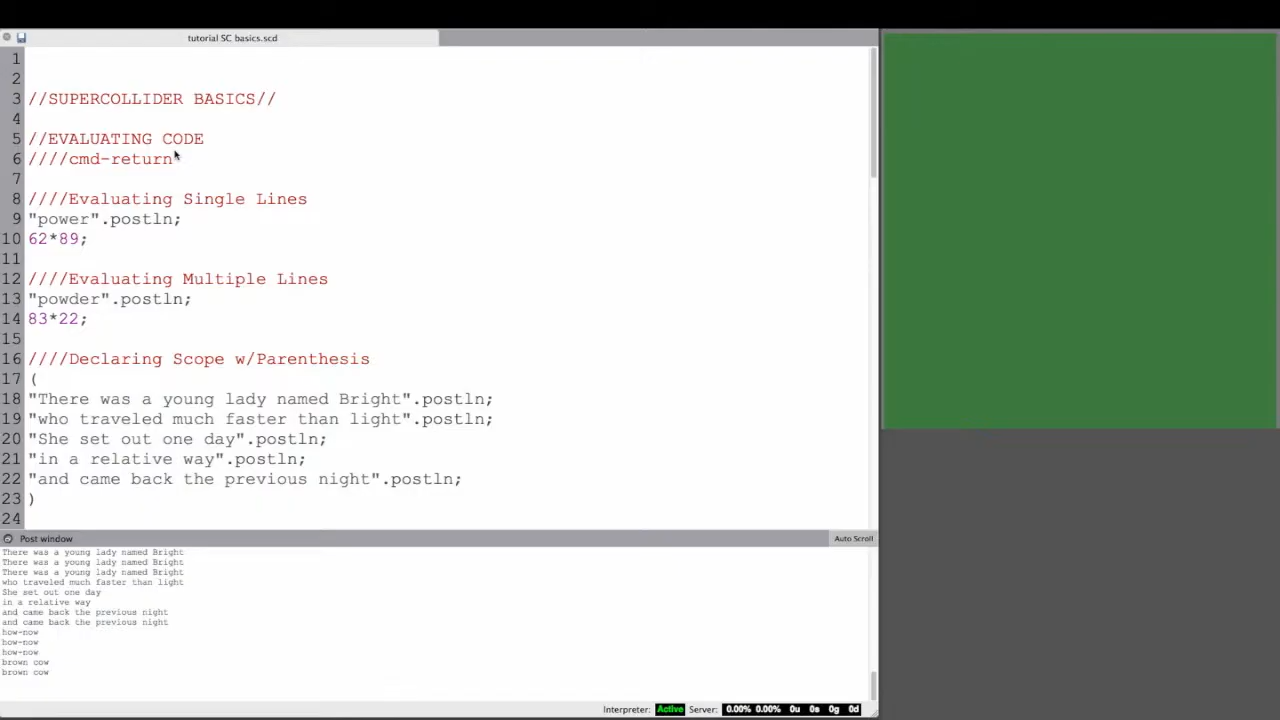 tutorial SC basics.scd
1
2
3 //SUPERCOLLIDER BASICS//
4
5 //EVALUATING CODE
6 ////cmd-return
7
8 ////Evaluating Single Lines
9 "power".postln;
10 62*89;
11
12 ////Evaluating Multiple Lines
13 "powder".postln;
14 83*22;
15
16 ////Declaring Scope w/Parenthesis
17 (
18 "There was a young lady named Bright".postln;
19 "who traveled much faster than light".postln;
20 "She set out one day".postln;
21 "in a relative way".postln;
22 "and came back the previous night".postln;
23 )
24
Post window Auto Scroll
There was a young lady named Bright
There was a young lady named Bright
There was a young lady named Bright
who traveled much faster than light
She set out one day
in a relative way
and came back the previous night
and came back the previous night
how-now
how-now
how-now
brown cow
brown cow
Interpreter: Active Server: 0.00% 0.00% 0u 0s 0g 0d